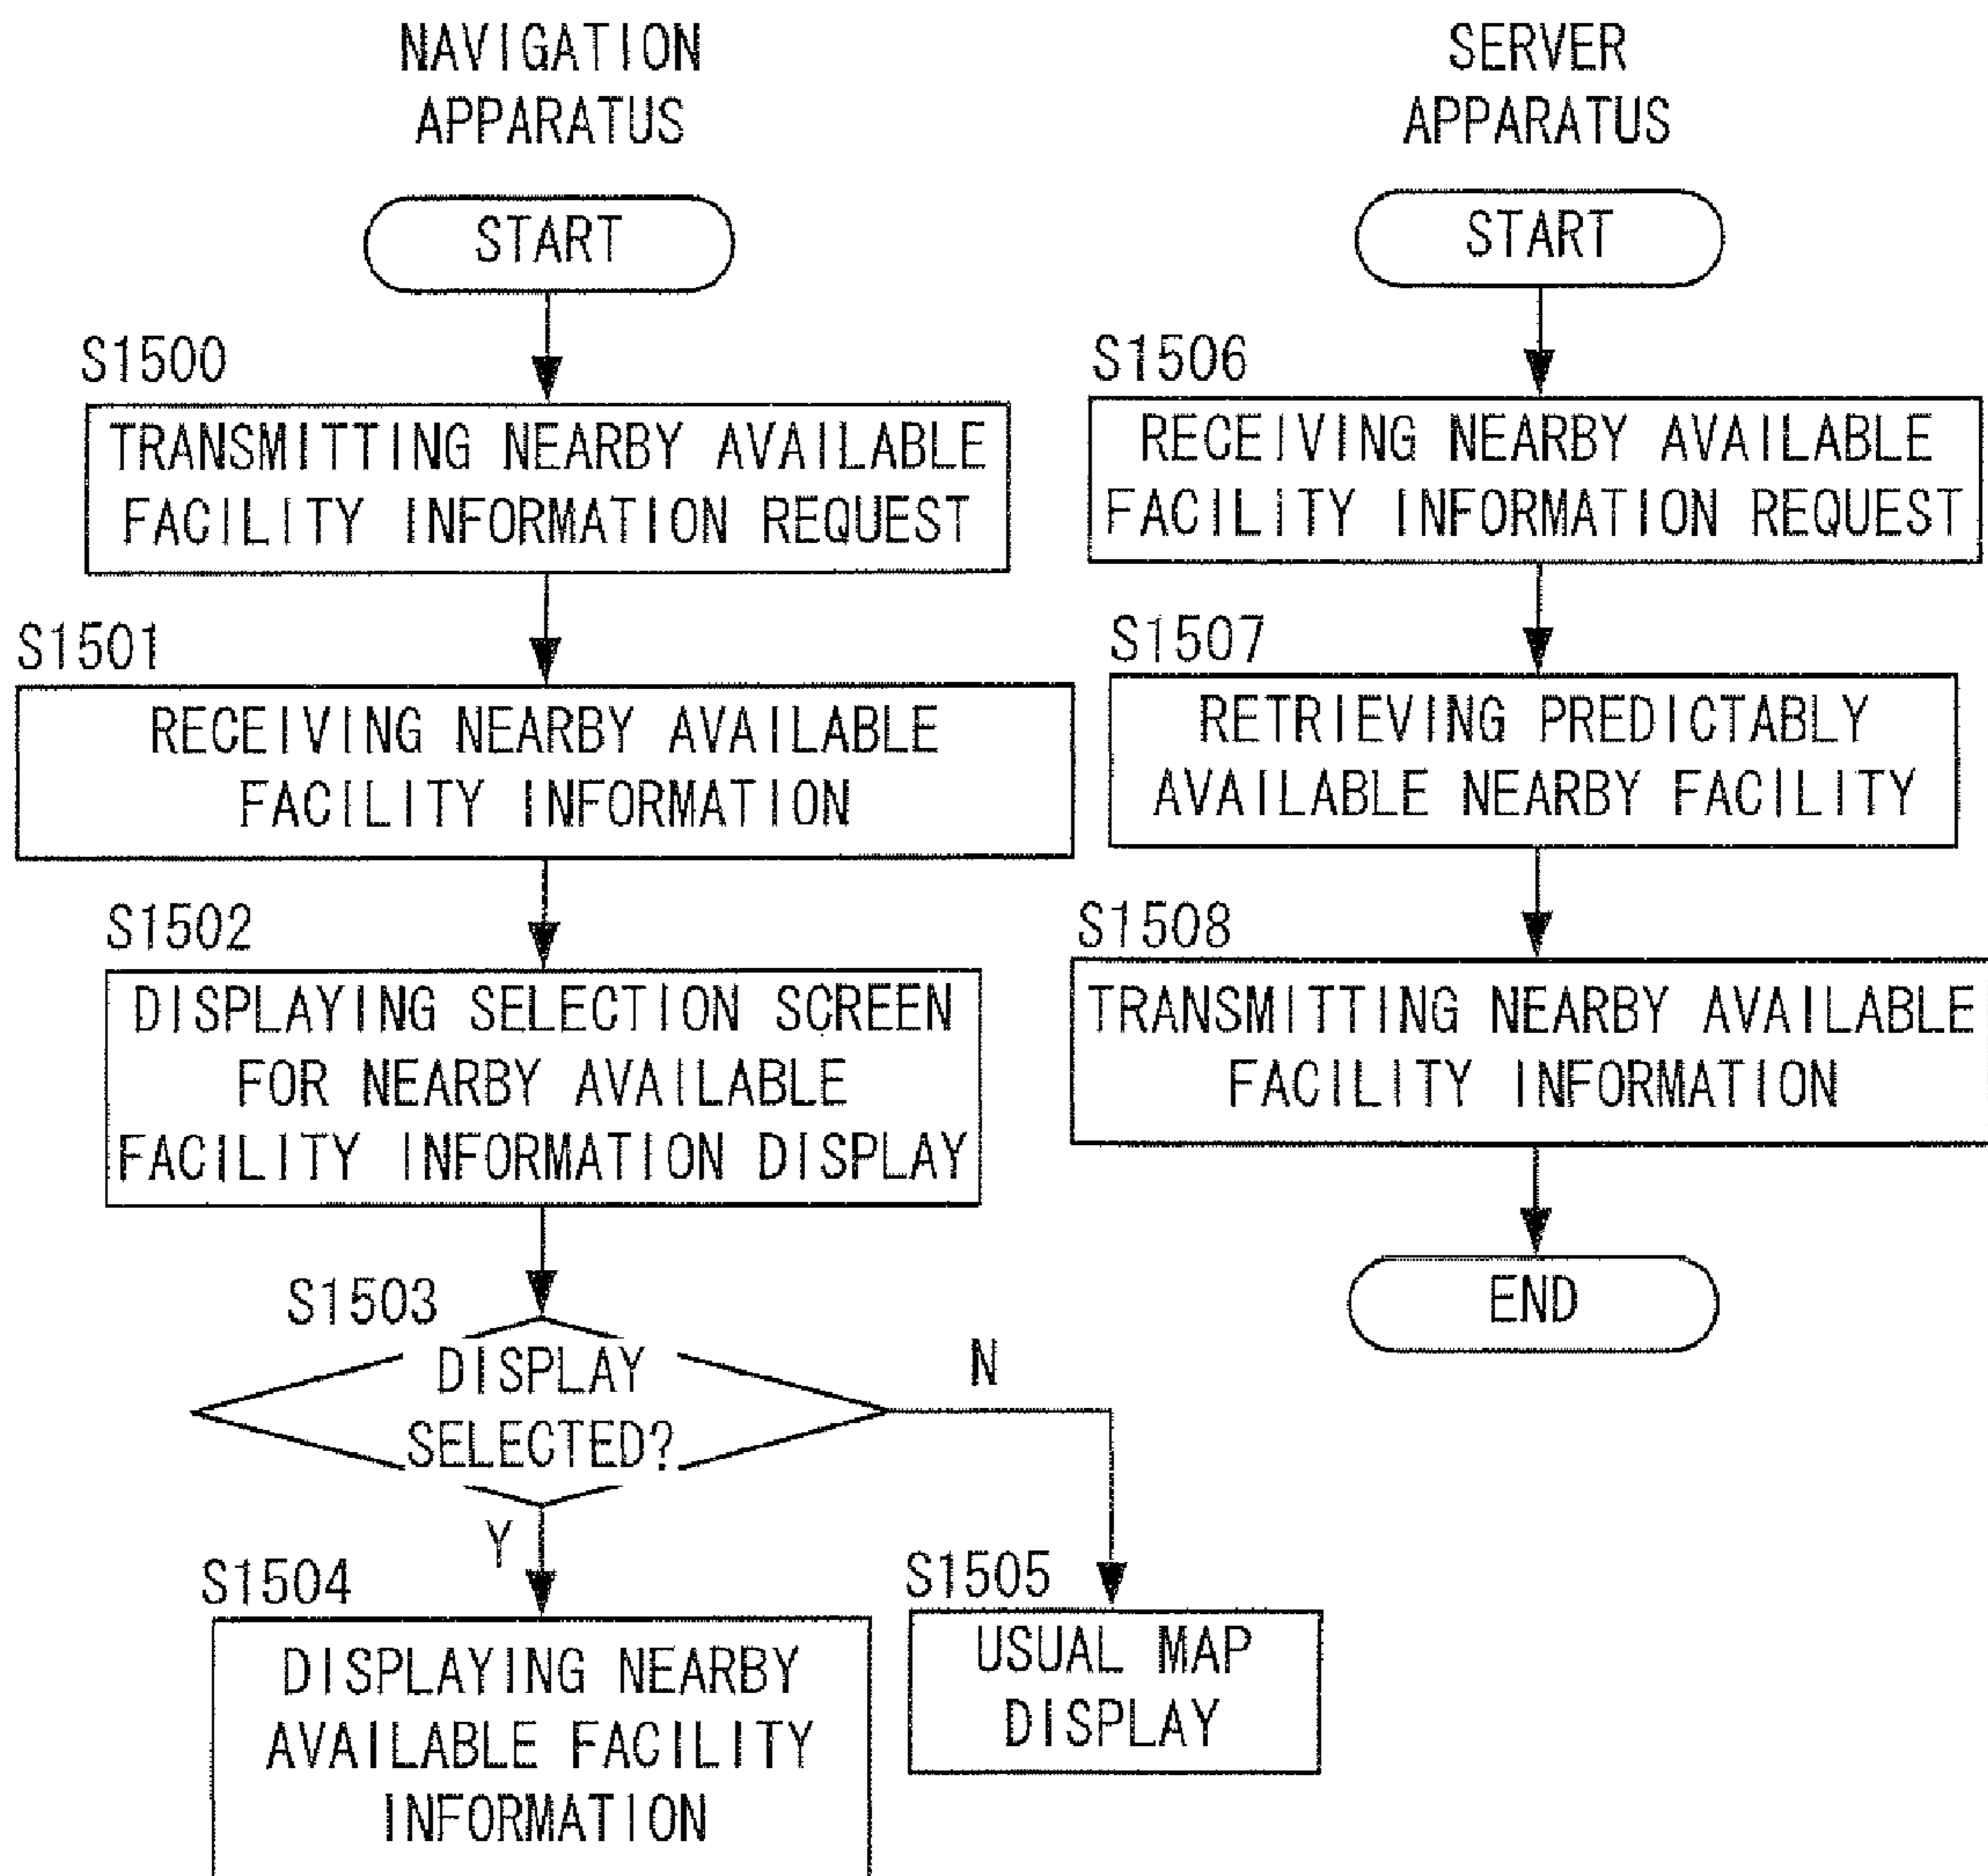 NAVIGATION
APPARATUS
START
S1500
TRANSMITTING NEARBY AVAILABLE
FACILITY INFORMATION REQUEST
S1501
RECEIVING NEARBY AVAILABLE
FACILITY INFORMATION
S1502
DISPLAYING SELECTION SCREEN
FOR NEARBY AVAILABLE
FACILITY INFORMATION DISPLAY
S1503
DISPLAY
SELECTED?
N
Y
S1504
DISPLAYING NEARBY
AVAILABLE FACILITY
INFORMATION
S1505
USUAL MAP
DISPLAY
SERVER
APPARATUS
START
S1506
RECEIVING NEARBY AVAILABLE
FACILITY INFORMATION REQUEST
S1507
RETRIEVING PREDICTABLY
AVAILABLE NEARBY FACILITY
S1508
TRANSMITTING NEARBY AVAILABLE
FACILITY INFORMATION
END